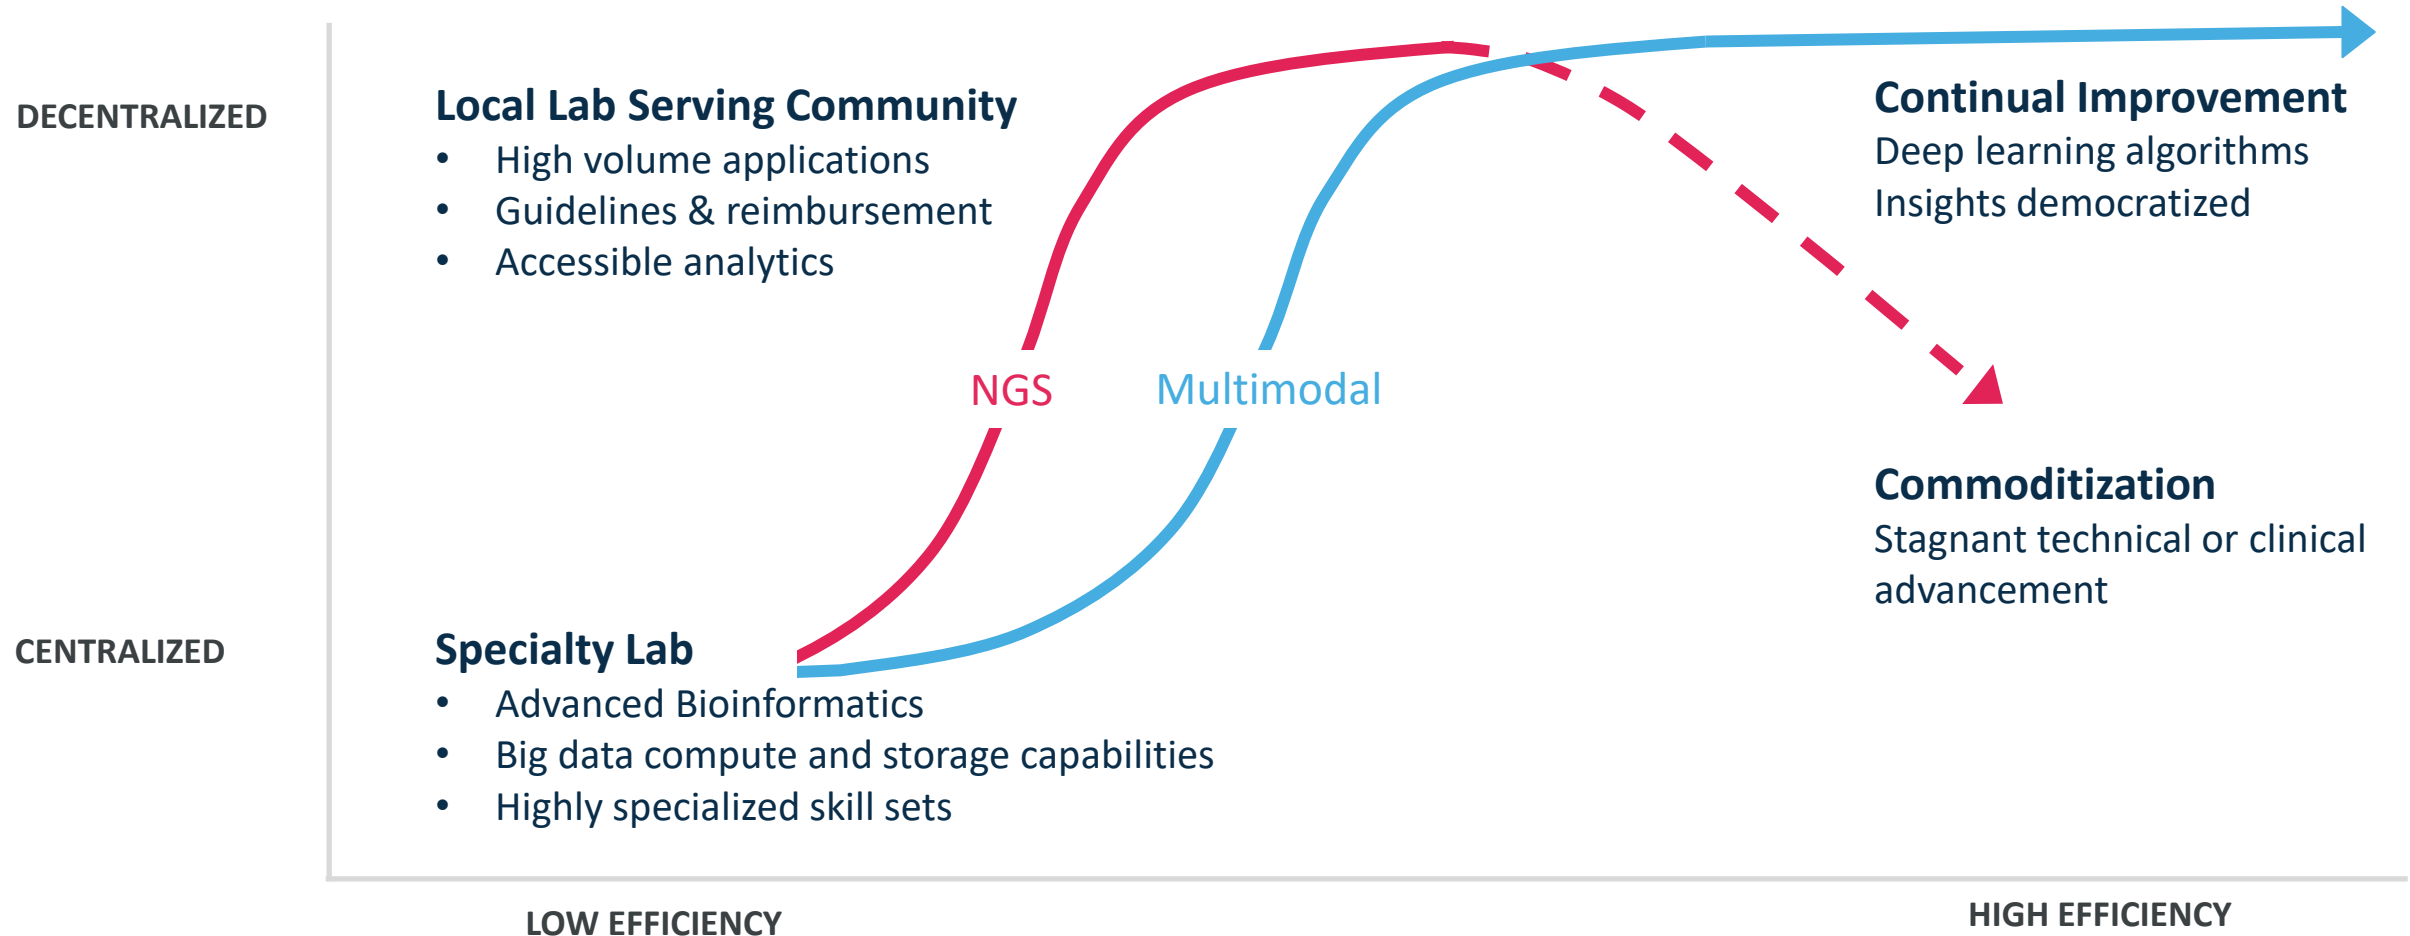 DECENTRALIZED
Local Lab Serving Community
• High volume applications
• Guidelines & reimbursement
• Accessible analytics
Continual Improvement
Deep learning algorithms
Insights democratized
NGS
Multimodal
Commoditization
Stagnant technical or clinical
advancement
CENTRALIZED
Specialty Lab
• Advanced Bioinformatics
• Big data compute and storage capabilities
• Highly specialized skill sets
LOW EFFICIENCY
HIGH EFFICIENCY